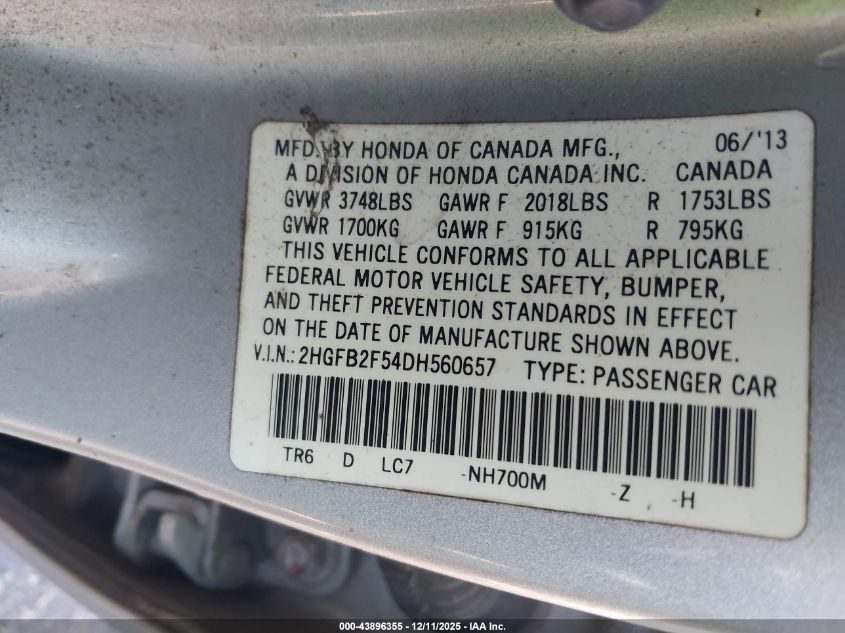 MFD. BY HONDA OF CANADA MFG., 06/'13
A DIVISION OF HONDA CANADA INC. CANADA
GVWR 3748LBS GAWR F 2018LBS R 1753LBS
GVWR 1700KG GAWR F 915KG R 795KG
THIS VEHICLE CONFORMS TO ALL APPLICABLE
FEDERAL MOTOR VEHICLE SAFETY, BUMPER,
AND THEFT PREVENTION STANDARDS IN EFFECT
ON THE DATE OF MANUFACTURE SHOWN ABOVE.
V.I.N.: 2HGFB2F54DH560657 TYPE: PASSENGER CAR
TR6 D LC7 -NH700M -Z -H
000-43896355 - 12/11/2025 - IAA Inc.